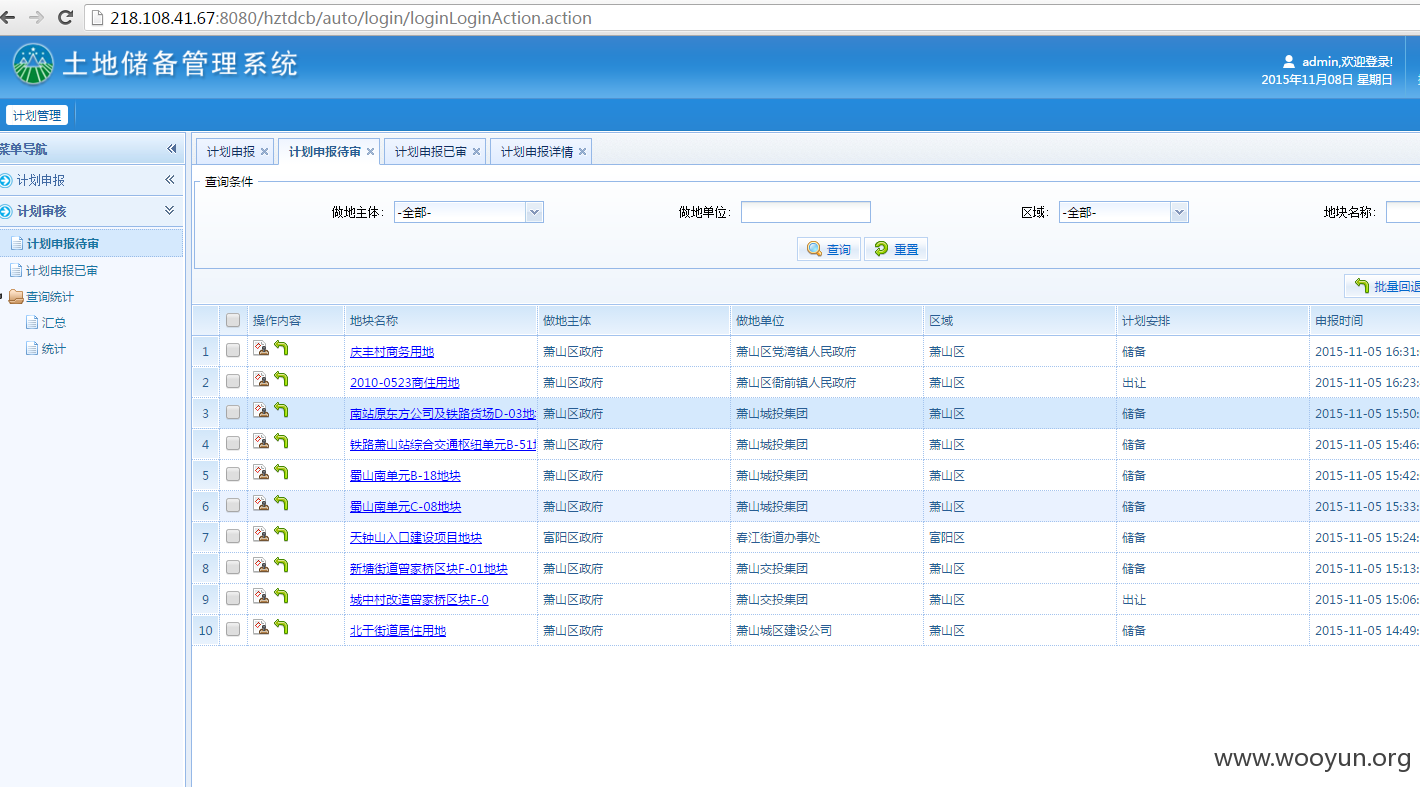 218.108.41.67:8080/hztdcb/auto/login/loginLoginAction.action
土地储备管理系统
admin,欢迎登录!
2015年11月08日 星期日
计划管理
菜单导航
计划申报
计划审核
计划申报待审
计划申报已审
查询统计
汇总
统计
计划申报 计划申报待审 计划申报已审 计划申报详情
查询条件
做地主体: -全部- 做地单位: 区域: -全部- 地块名称:
查询 重置
批量回退
操作内容 地块名称 做地主体 做地单位 区域 计划安排 申报时间
1 庆丰村商务用地 萧山区政府 萧山区党湾镇人民政府 萧山区 储备 2015-11-05 16:31:
2 2010-0523商住用地 萧山区政府 萧山区衙前镇人民政府 萧山区 出让 2015-11-05 16:23:
3 南站原东方公司及铁路货场D-03地 萧山区政府 萧山城投集团 萧山区 储备 2015-11-05 15:50:
4 铁路萧山站综合交通枢纽单元B-51 萧山区政府 萧山城投集团 萧山区 储备 2015-11-05 15:46:
5 蜀山南单元B-18地块 萧山区政府 萧山城投集团 萧山区 储备 2015-11-05 15:42:
6 蜀山南单元C-08地块 萧山区政府 萧山城投集团 萧山区 储备 2015-11-05 15:33:
7 天钟山入口建设项目地块 富阳区政府 春江街道办事处 富阳区 储备 2015-11-05 15:24:
8 新塘街道曾家桥区块F-01地块 萧山区政府 萧山交投集团 萧山区 储备 2015-11-05 15:13:
9 城中村改造曾家桥区块F-0 萧山区政府 萧山交投集团 萧山区 出让 2015-11-05 15:06:
10 北干街道居住用地 萧山区政府 萧山城区建设公司 萧山区 储备 2015-11-05 14:49:
www.wooyun.org